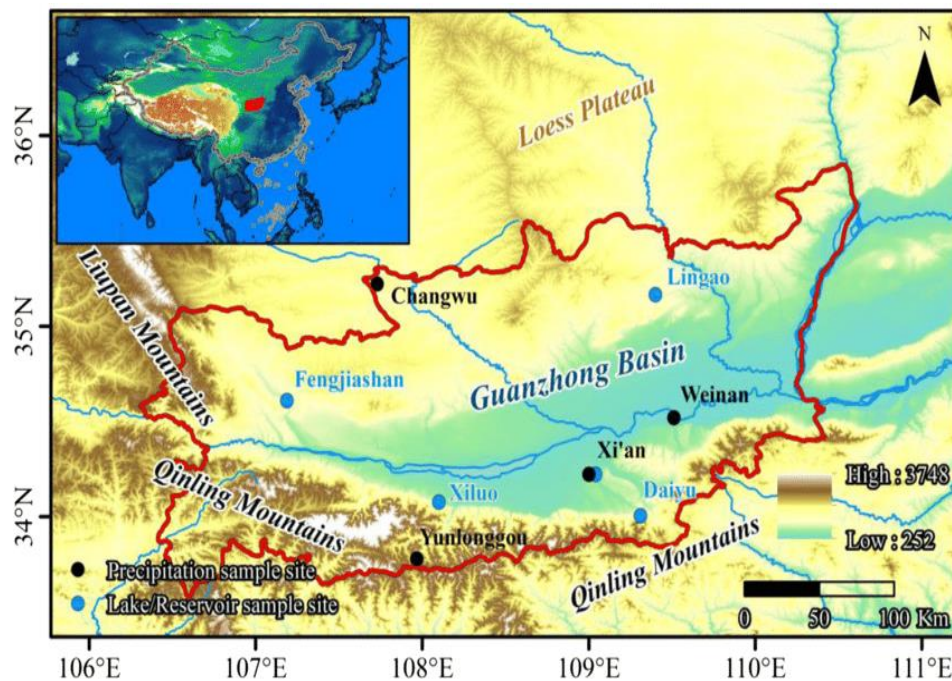 N
36°N
35°N
34°N
Loess Plateau
Liupan Mountains
Changwu
Lingao
Fengjiashan
Guanzhong Basin
Weinan
Xi'an
Qinling Mountains
Xiluo
Daiyu
Yunlonggou
Qinling Mountains
High : 3748
Low : 252
Precipitation sample site
Lake/Reservoir sample site
0 50 100 Km
106°E 107°E 108°E 109°E 110°E 111°E